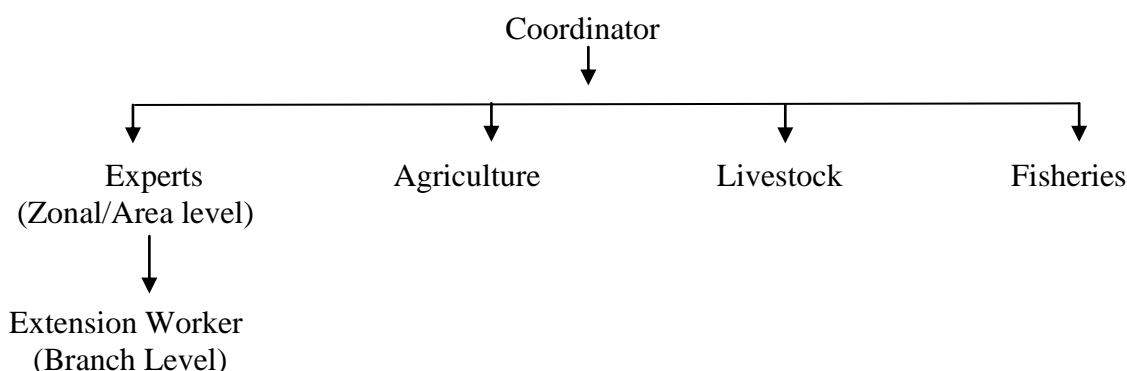 Coordinator
Experts Agriculture Livestock Fisheries
(Zonal/Area level)
Extension Worker
(Branch Level)